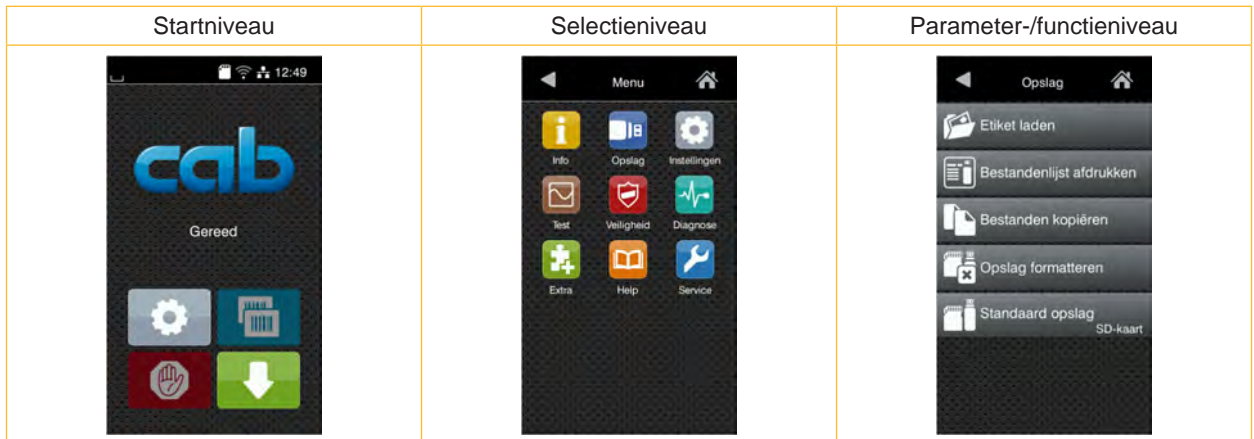 Startniveau
Selectieniveau
Parameter-/functieniveau
12:49
cab
Gereed
Menu
Info
Opslag
Instellingen
Test
Veiligheid
Diagnose
Extra
Help
Service
Opslag
Etiket laden
Bestandenlijst afdrukken
Bestanden kopiëren
Opslag formatteren
Standaard opslag
SD-kaart